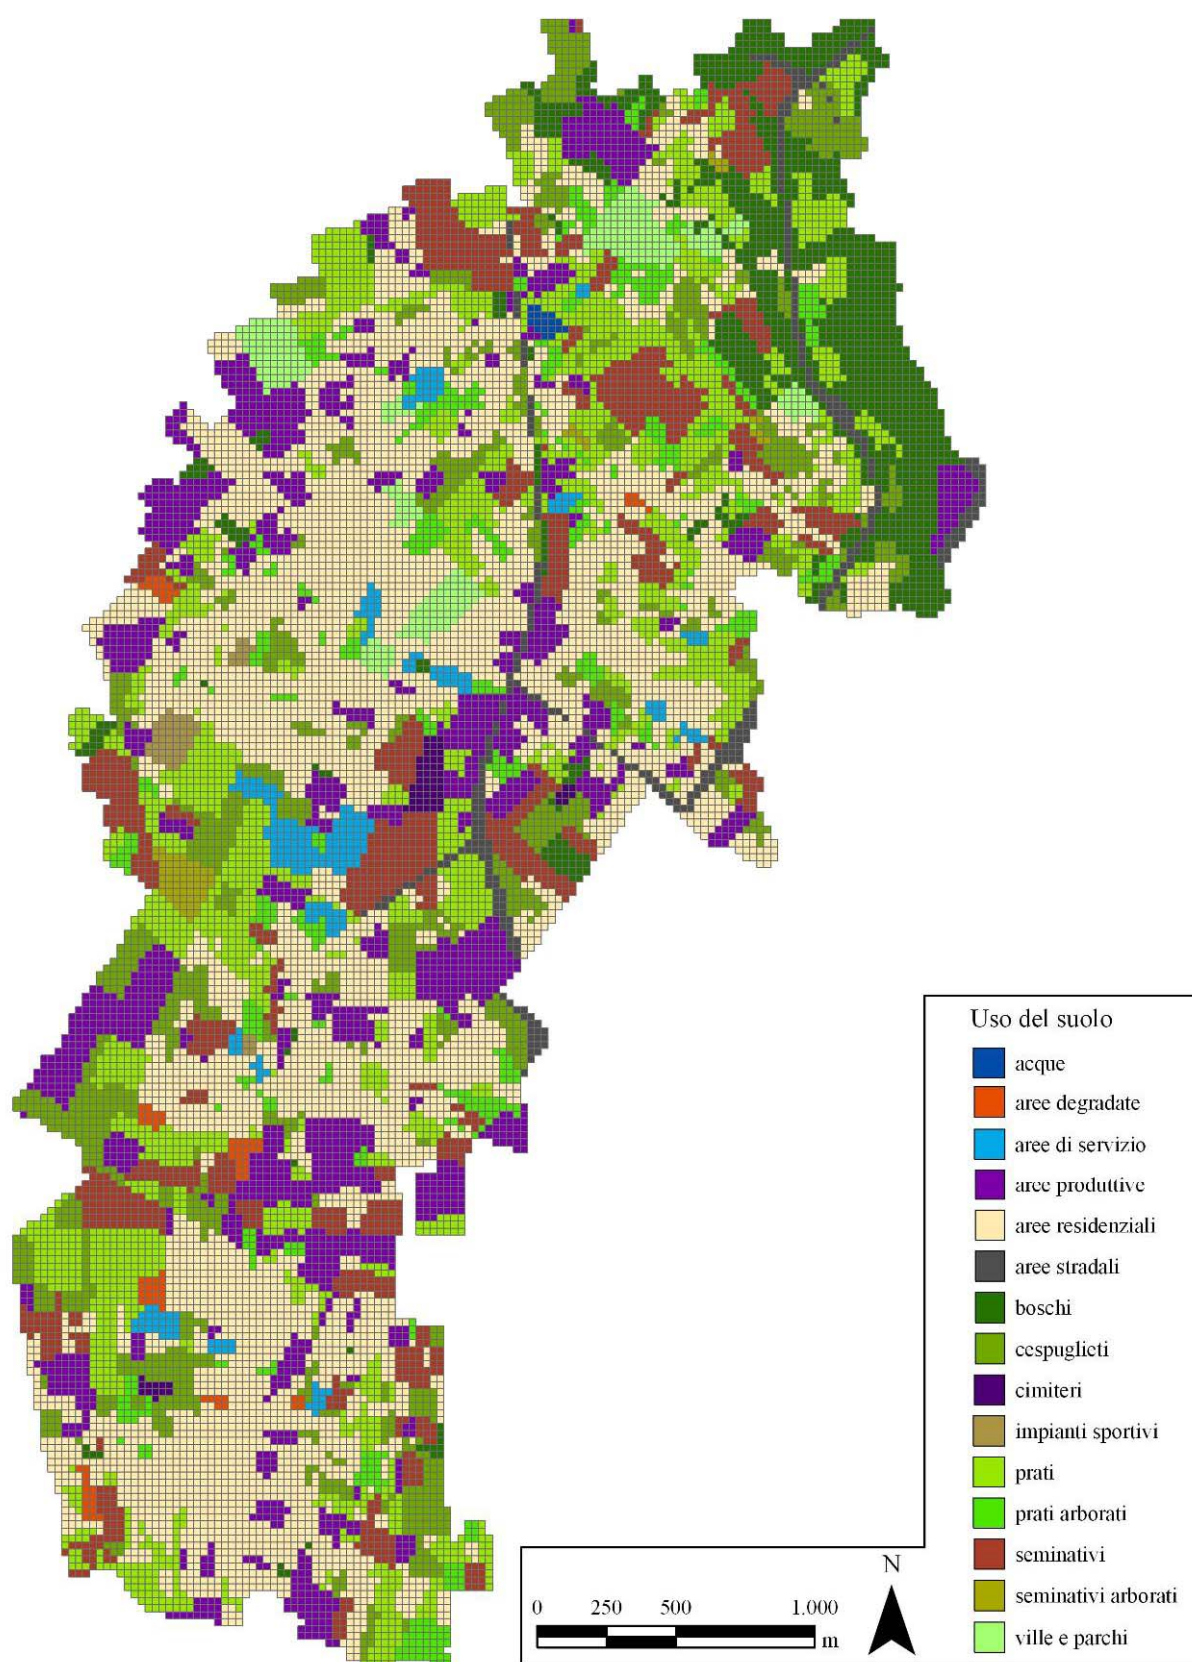 Uso del suolo
acque
aree degradate
aree di servizio
aree produttive
aree residenziali
aree stradali
boschi
cespuglieti
cimiteri
impianti sportivi
prati
prati arborati
seminativi
seminativi arborati
ville e parchi
N
0 250 500 1.000
m